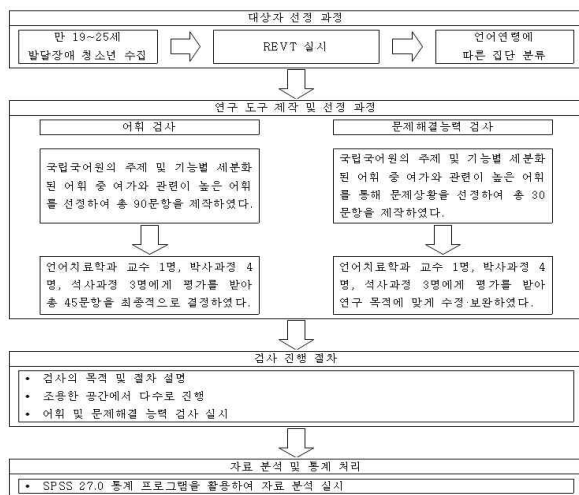 대상자 선정 과정
만 19~25세
발달장애 청소년 수집
REVT 실시
언어연령에
따른 집단 분류
연구 도구 제작 및 선정 과정
어휘 검사
국립국어원의 주제 및 기능별 세분화
된 어휘 중 여가와 관련이 높은 어휘
를 선정하여 총 90문항을 제작하였다.
언어치료학과 교수 1명, 박사과정 4
명, 석사과정 3명에게 평가를 받아
총 45문항을 최종적으로 결정하였다.
문제해결능력 검사
국립국어원의 주제 및 기능별 세분화
된 어휘 중 여가와 관련이 높은 어휘
를 통해 문제상황을 선정하여 총 30
문항을 제작하였다.
언어치료학과 교수 1명, 박사과정 4
명, 석사과정 3명에게 평가를 받아
연구 목적에 맞게 수정·보완하였다.
검사 진행 절차
• 검사의 목적 및 절차 설명
• 조용한 공간에서 다수로 진행
• 어휘 및 문제해결 능력 검사 실시
자료 분석 및 통계 처리
• SPSS 27.0 통계 프로그램을 활용하여 자료 분석 실시